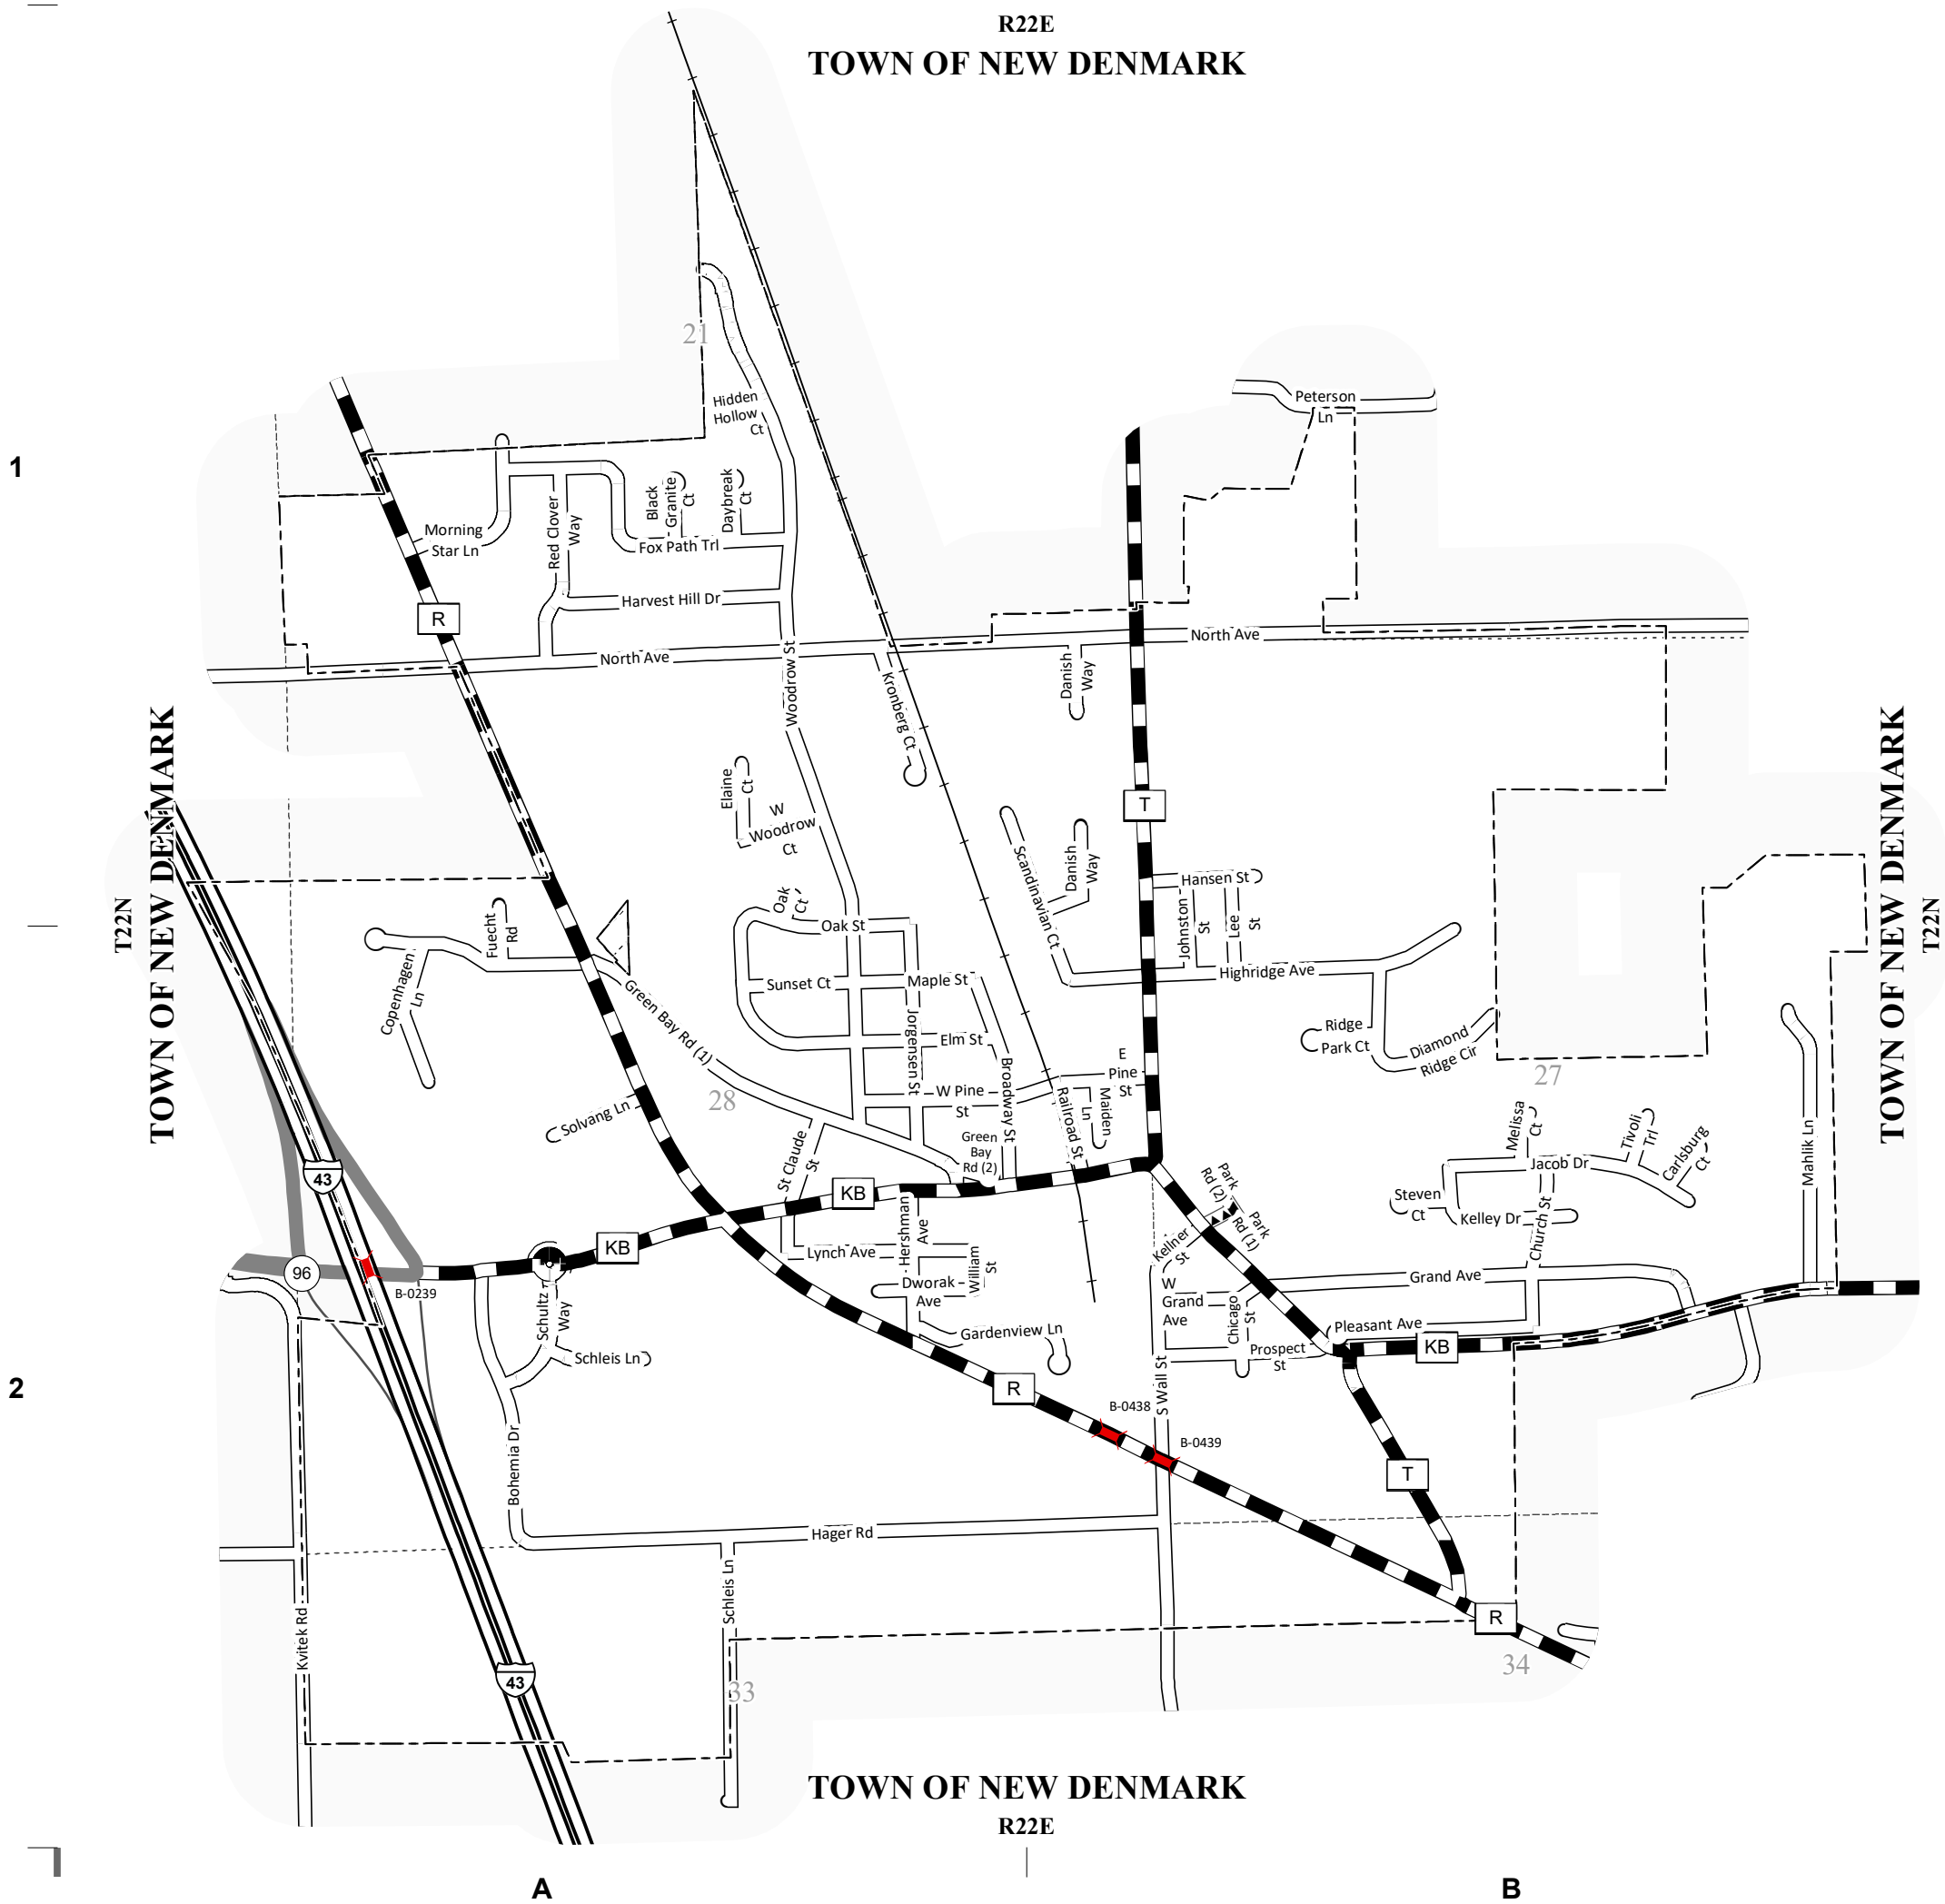 R22E
TOWN OF NEW DENMARK
21
Hidden
Hollow
Ct
Peterson
Ln
1
Black
Granite
Ct
Daybreak
Ct
Red Clover
Way
Morning
Star Ln
Fox Path Trl
Harvest Hill Dr
R
North Ave
North Ave
Woodrow St
Kronberg Ct
Danish
Way
TOWN OF NEW DENMARK
T22N
TOWN OF NEW DENMARK
T22N
Elaine
Ct
W
Woodrow
Ct
T
Scandinavian Ct
Danish
Way
Hansen St
Johnston
St
Lee
St
Oak
Ct
Oak St
Fuecht
Rd
Copenhagen
Ln
Highridge Ave
Sunset Ct
Maple St
Green Bay Rd (1)
Jorgensen St
Elm St
Ridge
Park Ct
Diamond
Ridge Cir
27
28
Broadway St
E
Pine
St
W Pine
St
Railroad St
Maiden
Ln
Solvang Ln
St Claude
St
Green
Bay
Rd (2)
Melissa
Ct
Tivoli
Trl
Carlsburg
Ct
Mahlik Ln
Jacob Dr
43
KB
Park
Rd (2)
Park
Rd (1)
Steven
Ct
Kelley Dr
Church St
KB
Hershman
Ave
Lynch Ave
William
St
Kellner
St
96
B-0239
Dworak
Ave
W
Grand
Ave
Grand Ave
Chicago
St
Schultz
Way
Gardenview Ln
Pleasant Ave
KB
Schleis Ln
Prospect
St
2
R
S Wall St
B-0438
B-0439
T
Bohemia Dr
Hager Rd
Schleis Ln
Kvitek Rd
R
34
43
33
TOWN OF NEW DENMARK
R22E
A
B